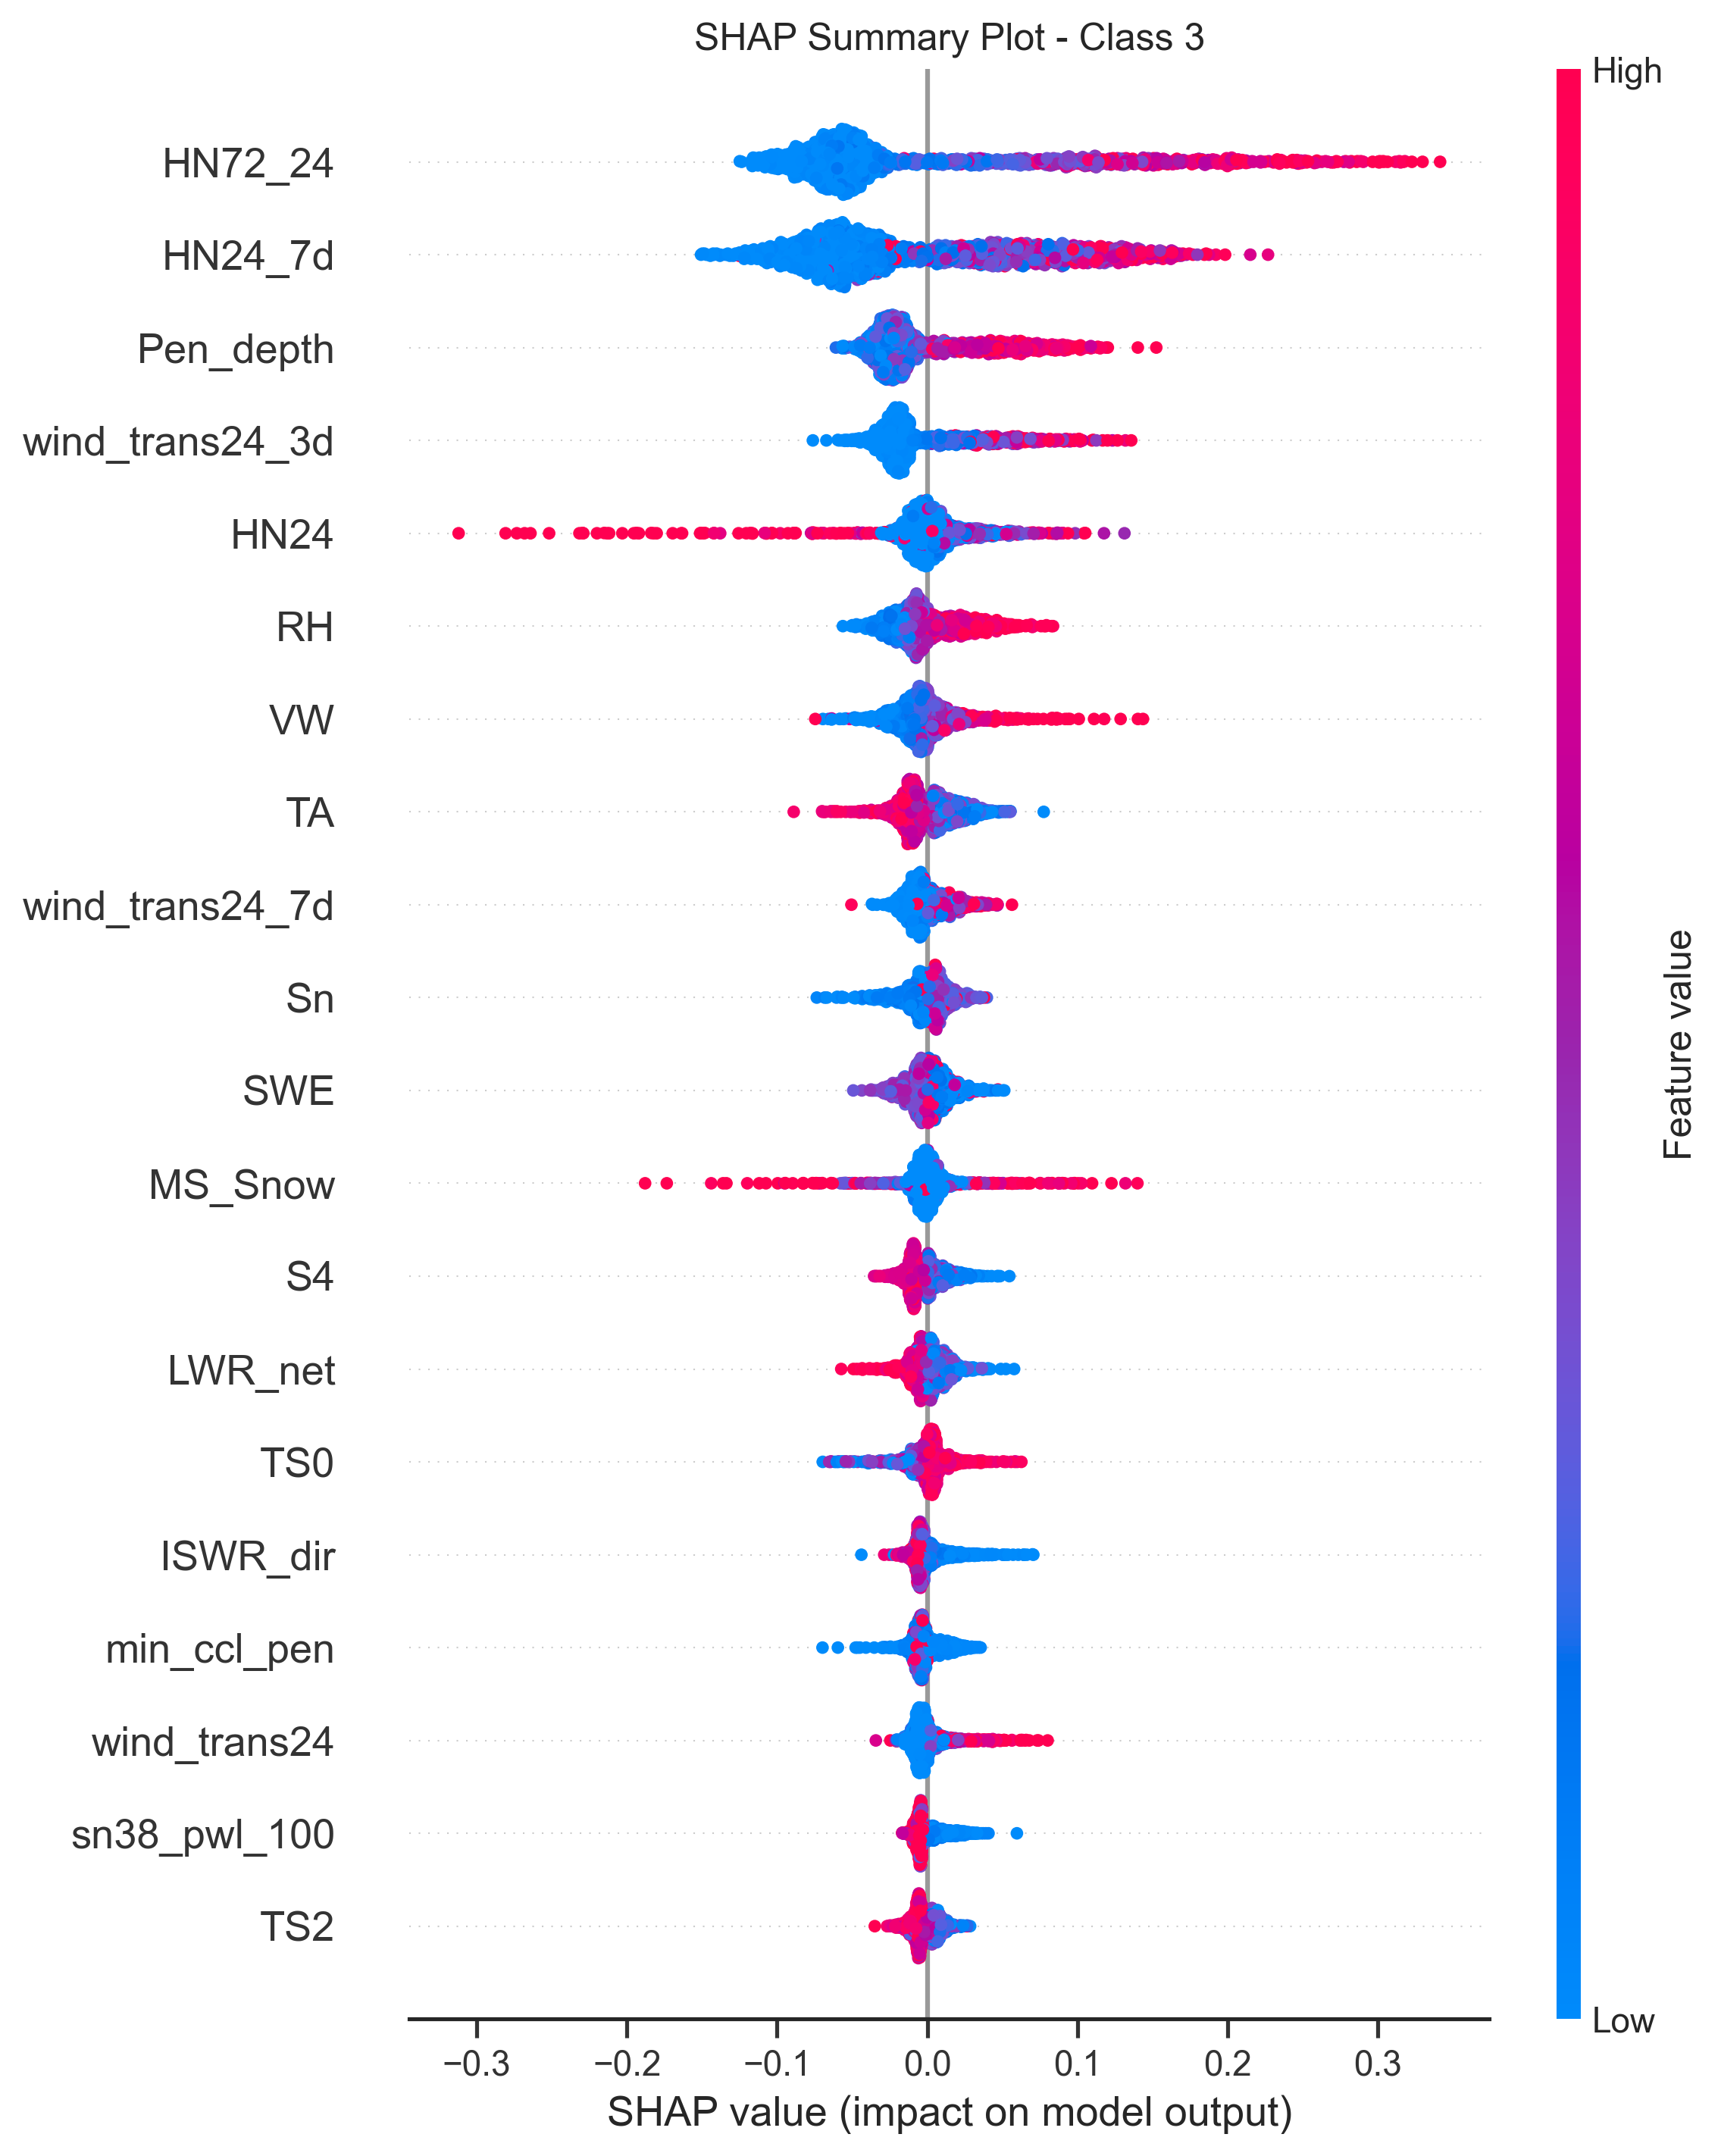 SHAP Summary Plot - Class 3
High
HN72_24
HN24_7d
Pen_depth
wind_trans24_3d
HN24
RH
VW
TA
wind_trans24_7d
Sn
SWE
MS_Snow
S4
LWR_net
TS0
ISWR_dir
min_ccl_pen
wind_trans24
sn38_pwl_100
TS2
Feature value
Low
−0.3 −0.2 −0.1 0.0 0.1 0.2 0.3
SHAP value (impact on model output)